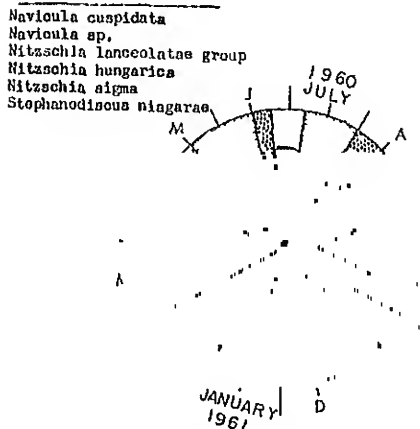 Navicula cuspidata
Navicula sp.
Nitzschia lanceolatae group
Nitzschia hungarica
Nitzschia sigma
Stephanodiscus niagarae
1960
JULY
J
M
A
A
JANUARY
D
1961